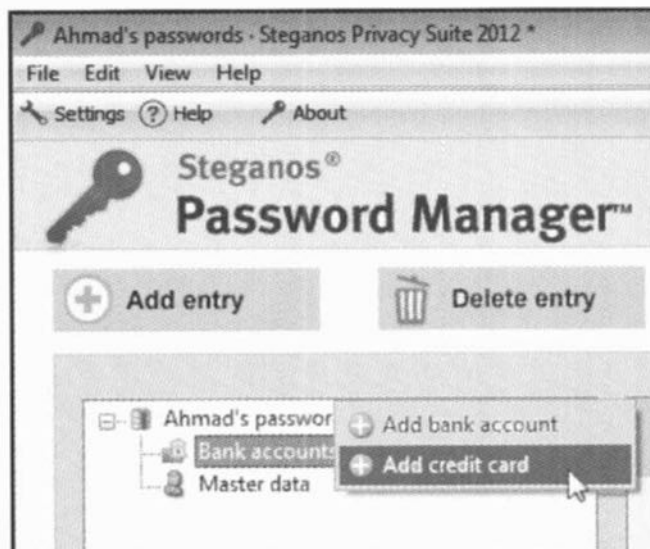 Ahmad's passwords - Steganos Privacy Suite 2012 *
File Edit View Help
Settings ? Help About
Steganos®
Password Manager™
Add entry Delete entry
Ahmad's passwor
Add bank account
Bank accounts
Add credit card
Master data